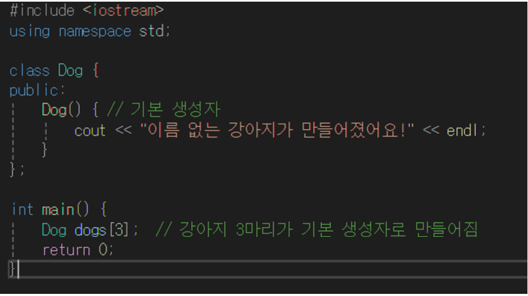 #include <iostream>
using namespace std;
class Dog {
public:
Dog() { // 기본 생성자
cout << "이름 없는 강아지가 만들어졌어요!" << endl;
}
};
int main() {
Dog dogs[3]; // 강아지 3마리가 기본 생성자로 만들어짐
return 0;
}